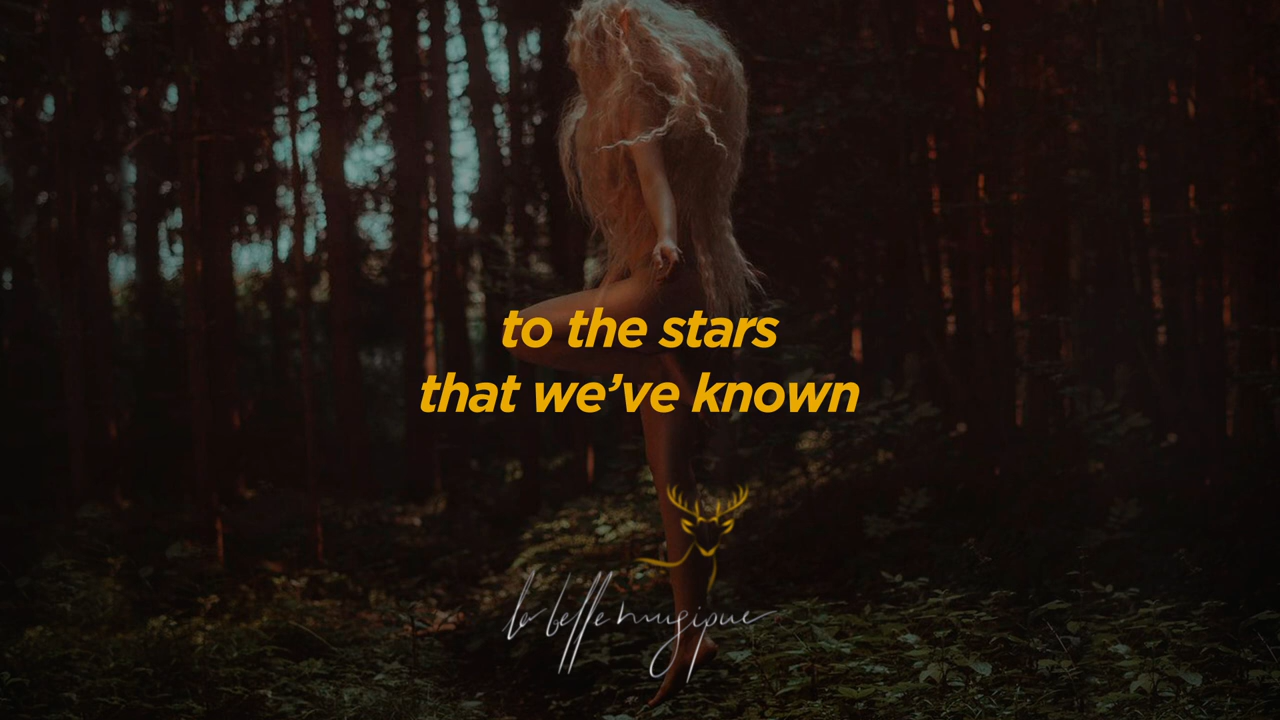 to the stars
that we’ve known
la belle musique